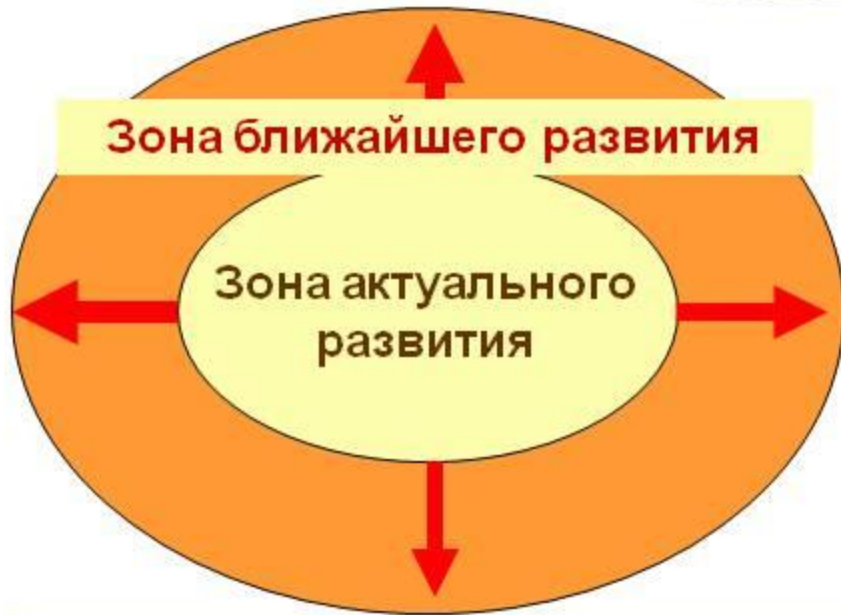 Зона ближайшего развития
Зона актуального
развития